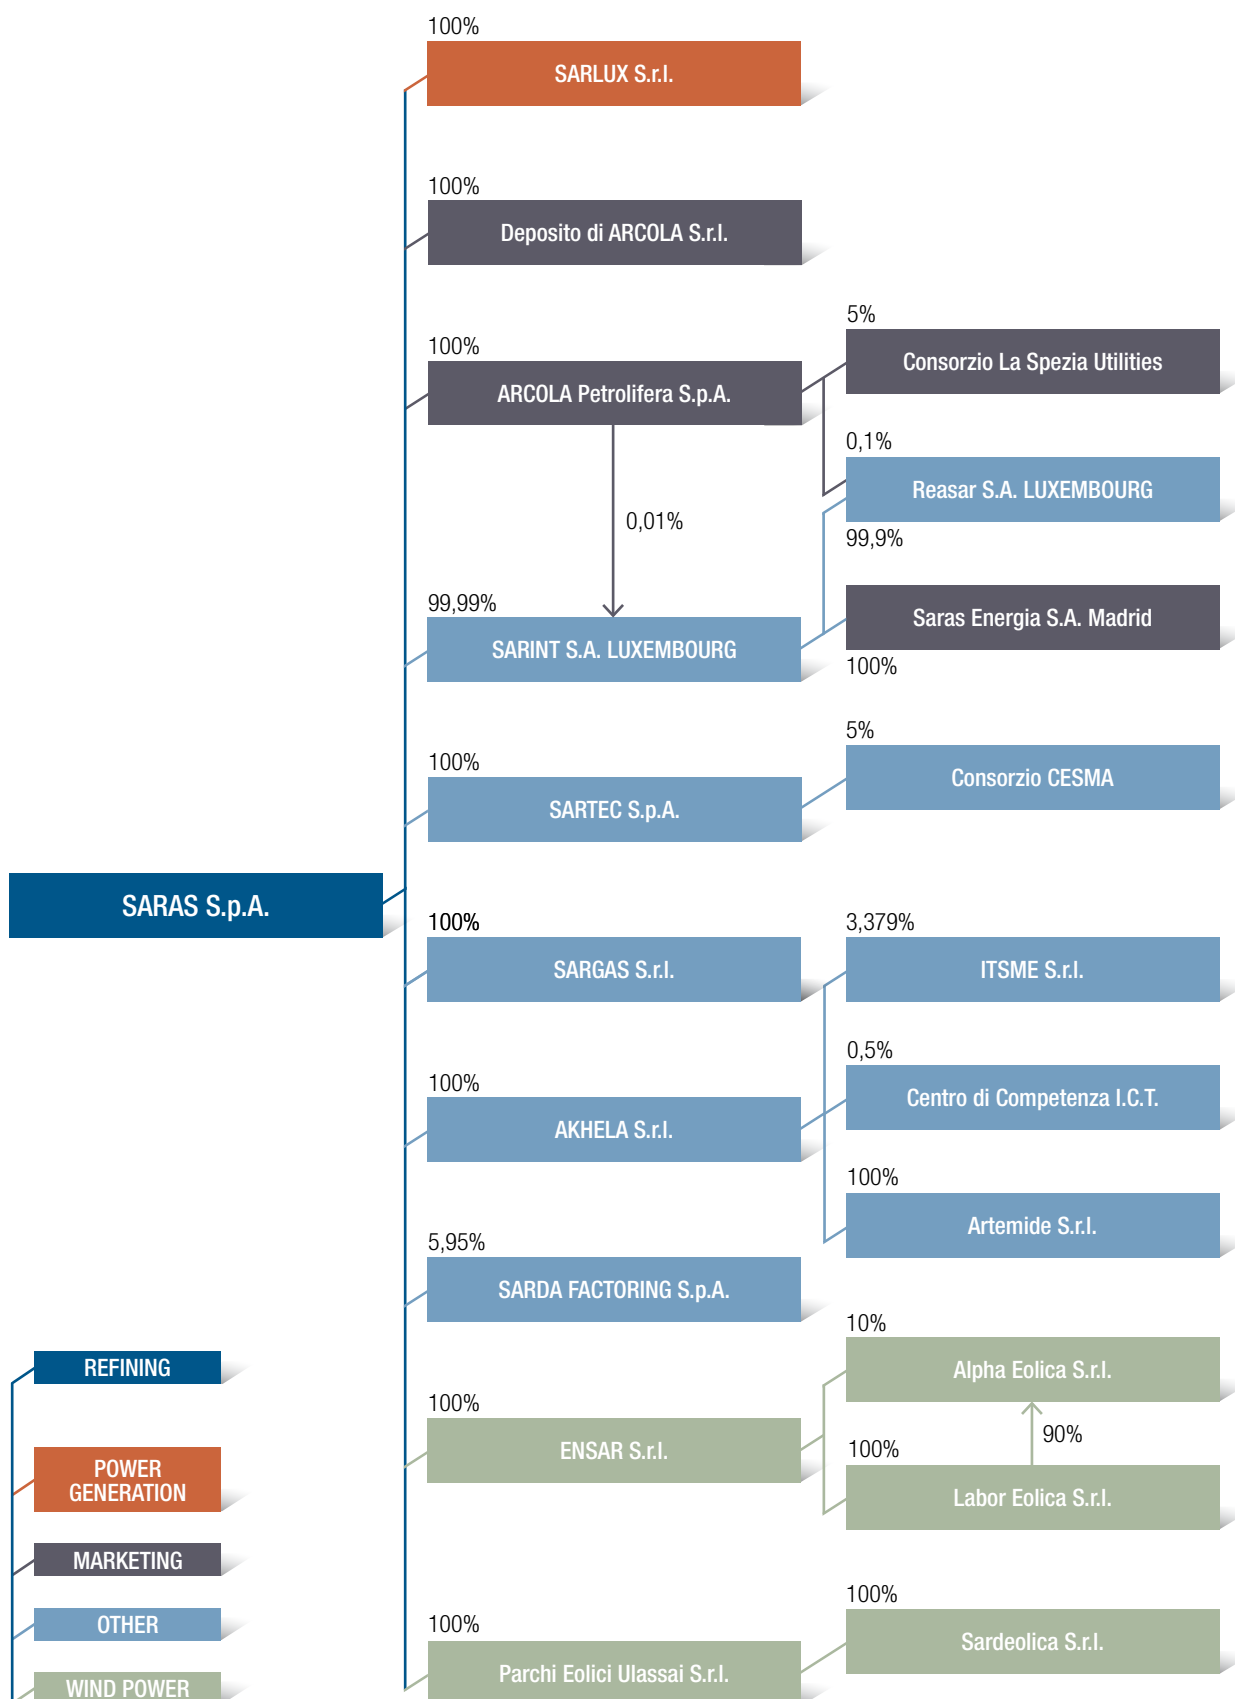 100%
SARLUX S.r.l.
100%
Deposito di ARCOLA S.r.l.
100%
ARCOLA Petrolifera S.p.A.
5%
Consorzio La Spezia Utilities
0,1%
Reasar S.A. LUXEMBOURG
99,9%
0,01%
99,99%
SARINT S.A. LUXEMBOURG
Saras Energia S.A. Madrid
100%
100%
SARTEC S.p.A.
5%
Consorzio CESMA
SARAS S.p.A.
100%
SARGAS S.r.l.
3,379%
ITSME S.r.l.
100%
AKHELA S.r.l.
0,5%
Centro di Competenza I.C.T.
100%
Artemide S.r.l.
5,95%
SARDA FACTORING S.p.A.
100%
ENSAR S.r.l.
10%
Alpha Eolica S.r.l.
90%
100%
Labor Eolica S.r.l.
100%
Parchi Eolici Ulassai S.r.l.
100%
Sardeolica S.r.l.
REFINING
POWER
GENERATION
MARKETING
OTHER
WIND POWER